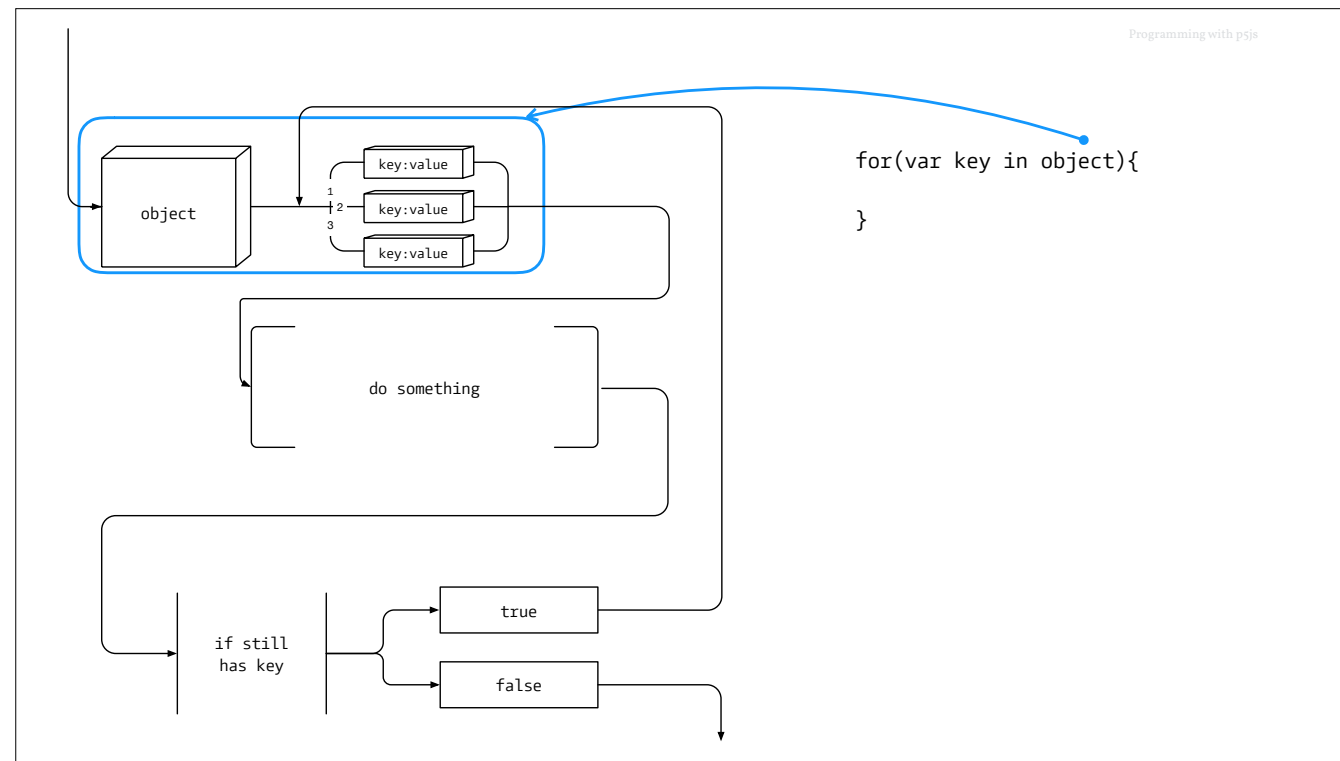 Programming with p5js
for(var key in object){
}
object
1
2
3
key:value
key:value
key:value
do something
if still
has key
true
false